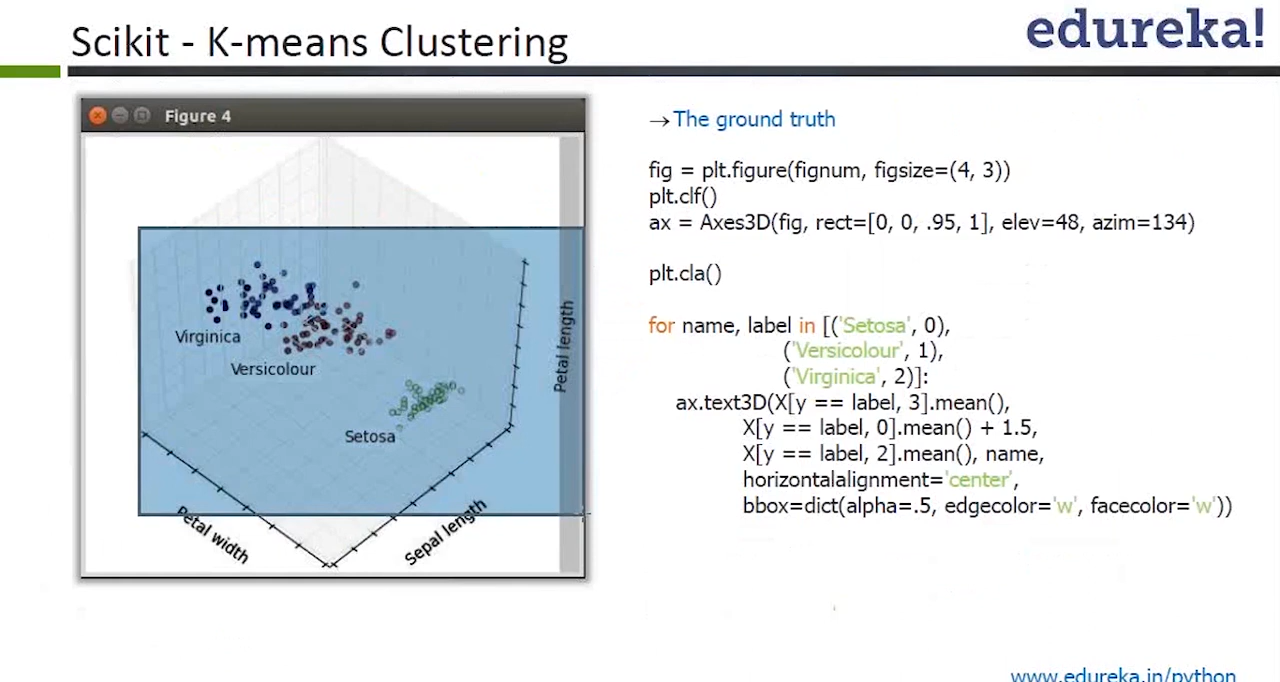 Scikit - K-means Clustering
edureka!
Figure 4
Virginica
Versicolour
Setosa
Petal length
Petal width
Sepal length
→The ground truth
fig = plt.figure(fignum, figsize=(4, 3))
plt.clf()
ax = Axes3D(fig, rect=[0, 0, .95, 1], elev=48, azim=134)
plt.cla()
for name, label in [('Setosa', 0),
('Versicolour', 1),
('Virginica', 2)]:
ax.text3D(X[y == label, 3].mean(),
X[y == label, 0].mean() + 1.5,
X[y == label, 2].mean(), name,
horizontalalignment='center',
bbox=dict(alpha=.5, edgecolor='w', facecolor='w'))
www.edureka.in/python